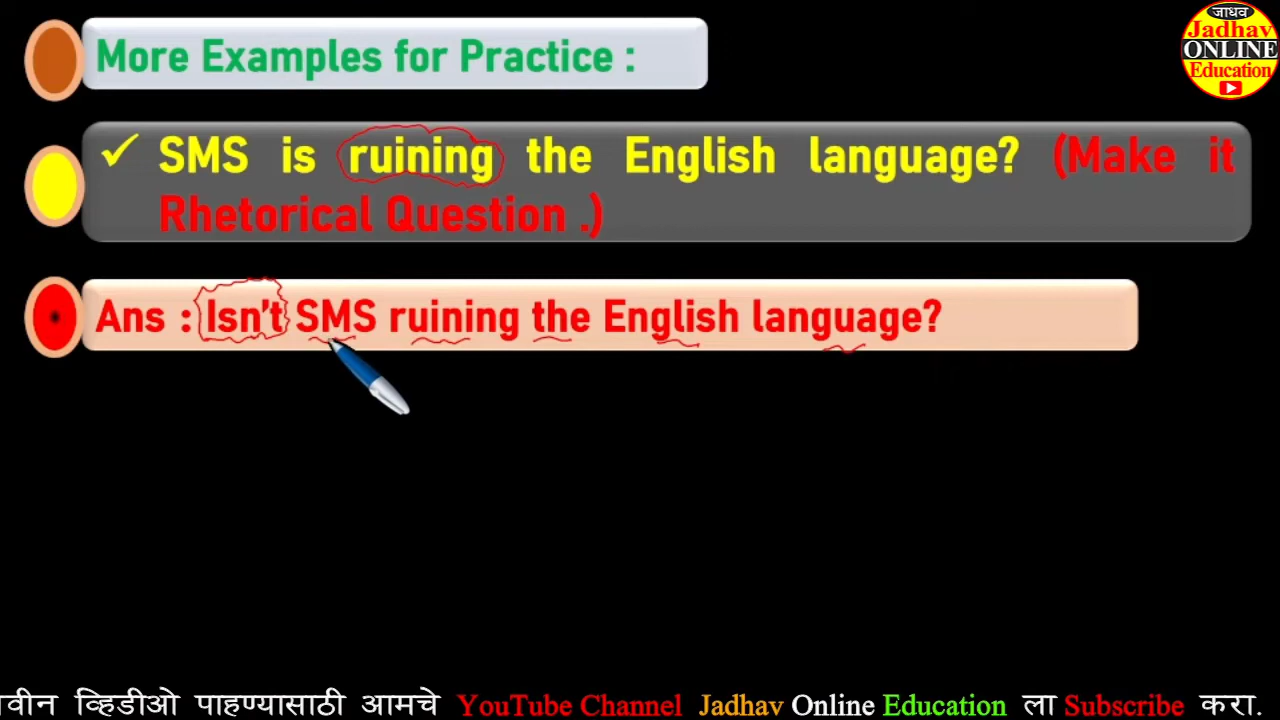 जाधव
Jadhav
ONLINE
Education
More Examples for Practice :
✓ SMS is ruining the English language? (Make it
Rhetorical Question .)
Ans : Isn't SMS ruining the English language?
व्हिडीओ पाहण्यासाठी आमचे YouTube Channel Jadhav Online Education ला Subscribe करा.